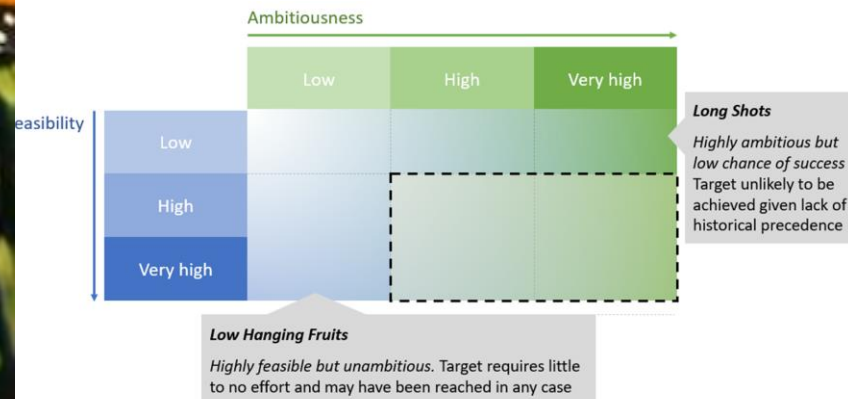 Ambitiousness
Low
High
Very high
easibility
Low
High
Very high
Long Shots
Highly ambitious but
low chance of success
Target unlikely to be
achieved given lack of
historical precedence
Low Hanging Fruits
Highly feasible but unambitious. Target requires little
to no effort and may have been reached in any case